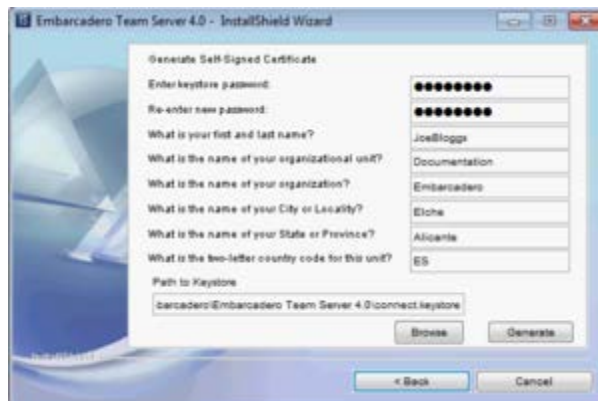 Embarcadero Team Server 4.0 - InstallShield Wizard
Generate Self-Signed Certificate
Enter keystore password:
●●●●●●●●
Re-enter new password:
●●●●●●●●
What is your first and last name?
JoeBloggs
What is the name of your organizational unit?
Documentation
What is the name of your organization?
Embarcadero
What is the name of your City or Locality?
Elche
What is the name of your State or Province?
Alicante
What is the two-letter country code for this unit?
ES
Path to Keystore
barcadero\Embarcadero Team Server 4.0\connect.keystore
Browse
Generate
InstallShield
< Back
Cancel